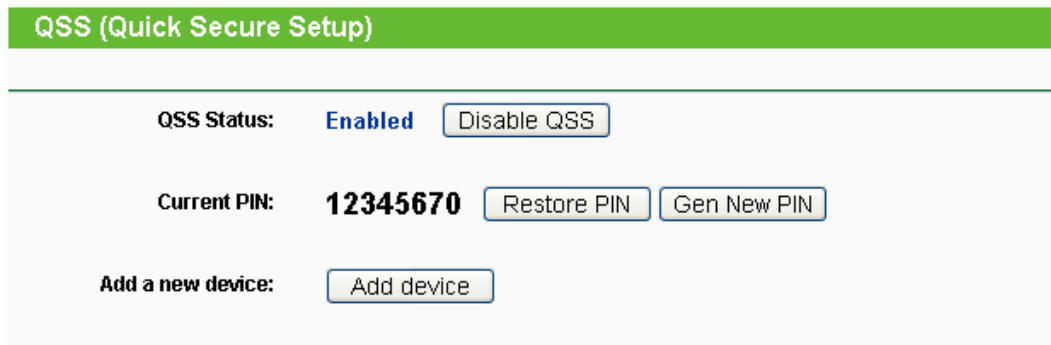 QSS (Quick Secure Setup)
QSS Status: Enabled Disable QSS
Current PIN: 12345670 Restore PIN Gen New PIN
Add a new device: Add device